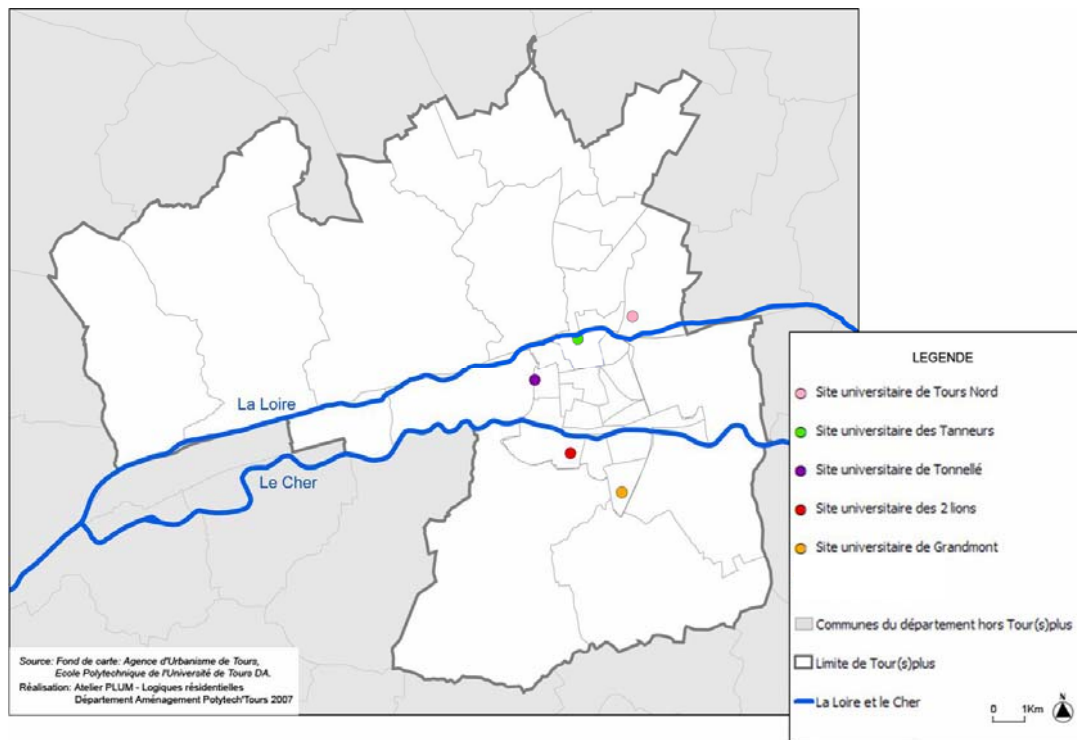 La Loire
Le Cher
LEGENDE
Site universitaire de Tours Nord
Site universitaire des Tanneurs
Site universitaire de Tonnellé
Site universitaire des 2 lions
Site universitaire de Grandmont
Communes du département hors Tour(s)plus
Limite de Tour(s)plus
La Loire et le Cher
0 1Km
N
Source: Fond de carte: Agence d'Urbanisme de Tours,
Ecole Polytechnique de l'Université de Tours DA.
Réalisation: Atelier PLUM - Logiques résidentielles
Département Aménagement Polytech'Tours 2007